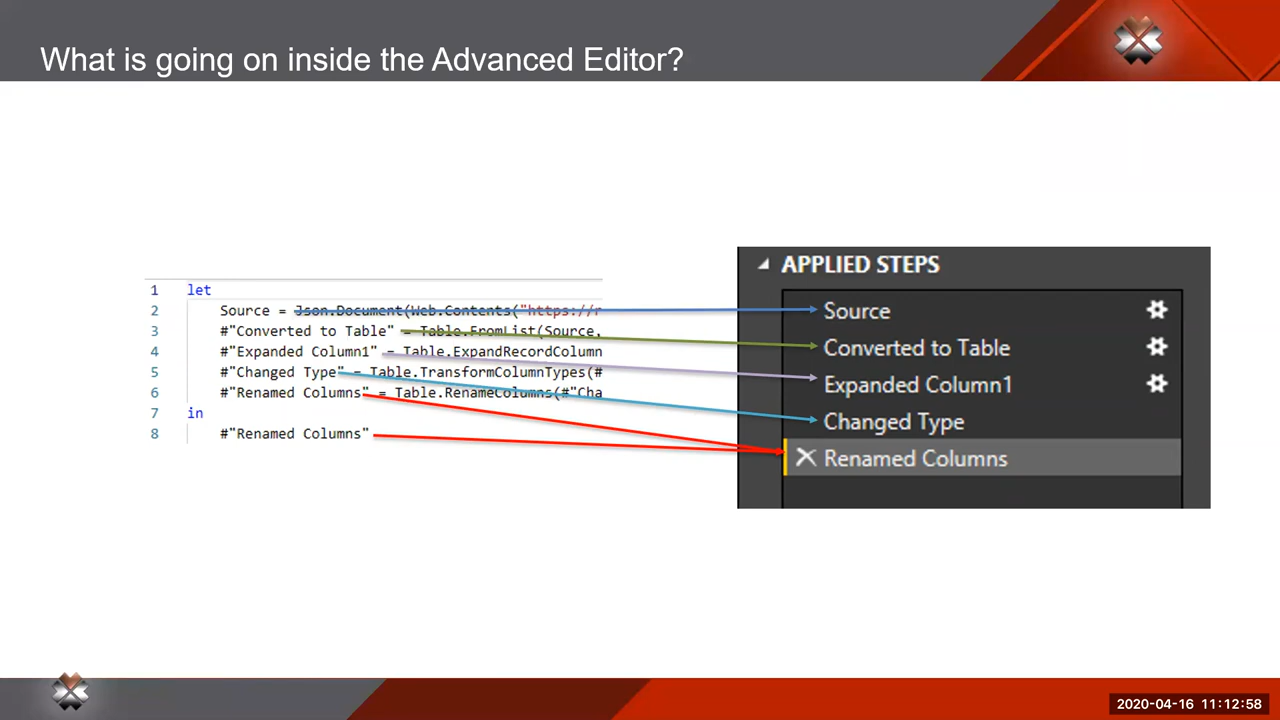 What is going on inside the Advanced Editor?
1 let
2 Source = Json.Document(Web.Contents("https://r
3 #"Converted to Table" = Table.FromList(Source,
4 #"Expanded Column1" = Table.ExpandRecordColumn
5 #"Changed Type" = Table.TransformColumnTypes(#
6 #"Renamed Columns" = Table.RenameColumns(#"Cha
7 in
8 #"Renamed Columns"
APPLIED STEPS
Source
Converted to Table
Expanded Column1
Changed Type
Renamed Columns
2020-04-16 11:12:58